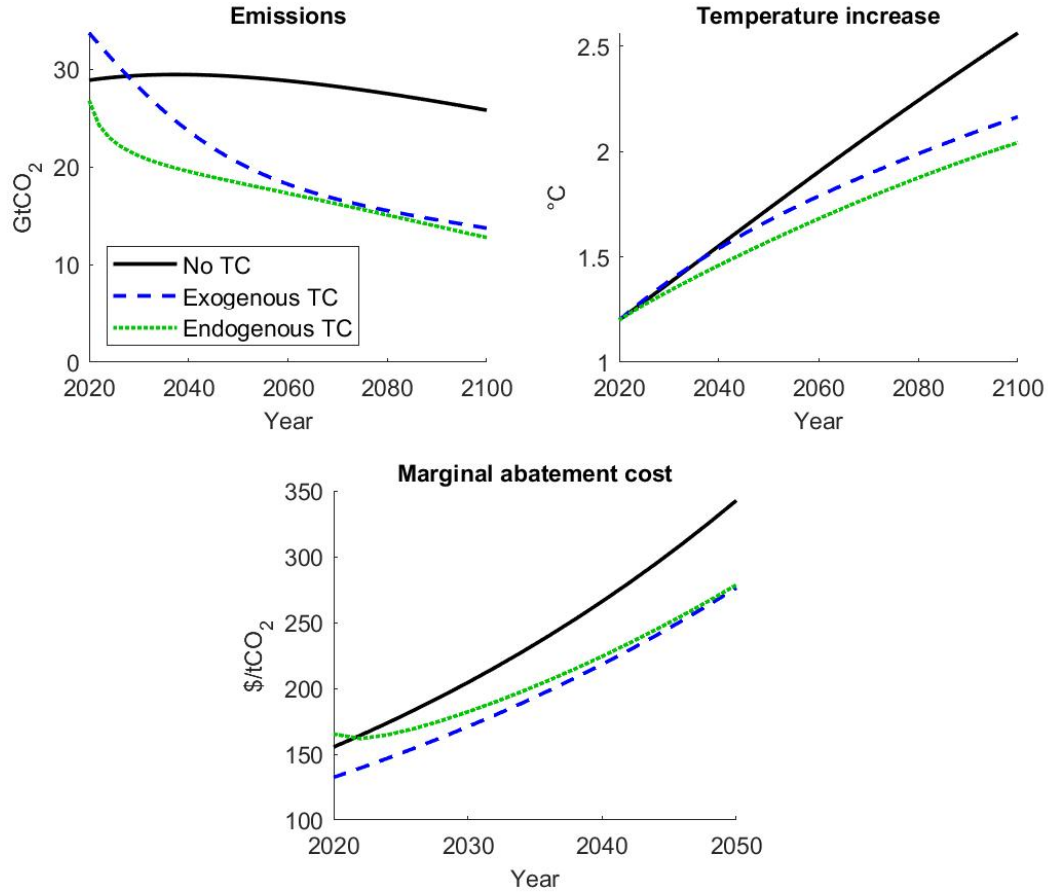 Emissions
GtCO2
30
20
10
0
No TC
Exogenous TC
Endogenous TC
2020 2040 2060 2080 2100
Year
Temperature increase
°C
2.5
2
1.5
1
2020 2040 2060 2080 2100
Year
Marginal abatement cost
$/tCO2
350
300
250
200
150
100
2020 2030 2040 2050
Year